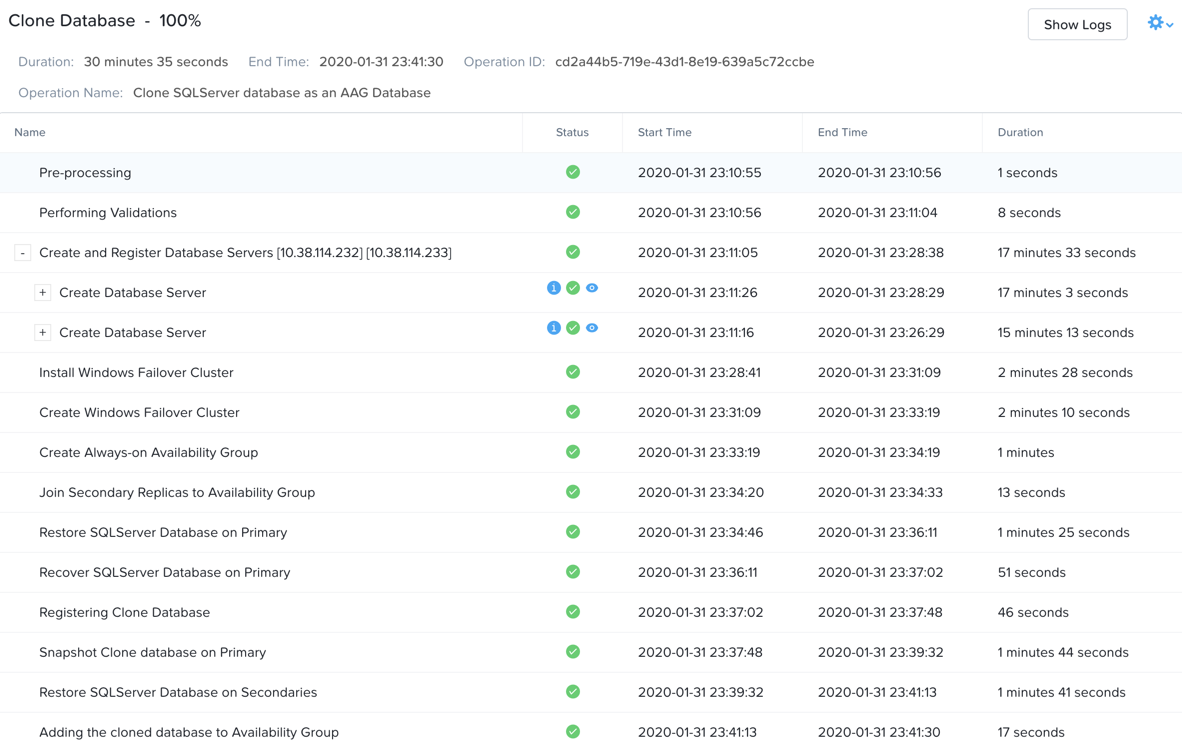 Clone Database - 100%
Show Logs
Duration: 30 minutes 35 seconds End Time: 2020-01-31 23:41:30 Operation ID: cd2a44b5-719e-43d1-8e19-639a5c72ccbe
Operation Name: Clone SQLServer database as an AAG Database
Name Status Start Time End Time Duration
Pre-processing 2020-01-31 23:10:55 2020-01-31 23:10:56 1 seconds
Performing Validations 2020-01-31 23:10:56 2020-01-31 23:11:04 8 seconds
- Create and Register Database Servers [10.38.114.232] [10.38.114.233] 2020-01-31 23:11:05 2020-01-31 23:28:38 17 minutes 33 seconds
+ Create Database Server 2020-01-31 23:11:26 2020-01-31 23:28:29 17 minutes 3 seconds
+ Create Database Server 2020-01-31 23:11:16 2020-01-31 23:26:29 15 minutes 13 seconds
Install Windows Failover Cluster 2020-01-31 23:28:41 2020-01-31 23:31:09 2 minutes 28 seconds
Create Windows Failover Cluster 2020-01-31 23:31:09 2020-01-31 23:33:19 2 minutes 10 seconds
Create Always-on Availability Group 2020-01-31 23:33:19 2020-01-31 23:34:19 1 minutes
Join Secondary Replicas to Availability Group 2020-01-31 23:34:20 2020-01-31 23:34:33 13 seconds
Restore SQLServer Database on Primary 2020-01-31 23:34:46 2020-01-31 23:36:11 1 minutes 25 seconds
Recover SQLServer Database on Primary 2020-01-31 23:36:11 2020-01-31 23:37:02 51 seconds
Registering Clone Database 2020-01-31 23:37:02 2020-01-31 23:37:48 46 seconds
Snapshot Clone database on Primary 2020-01-31 23:37:48 2020-01-31 23:39:32 1 minutes 44 seconds
Restore SQLServer Database on Secondaries 2020-01-31 23:39:32 2020-01-31 23:41:13 1 minutes 41 seconds
Adding the cloned database to Availability Group 2020-01-31 23:41:13 2020-01-31 23:41:30 17 seconds